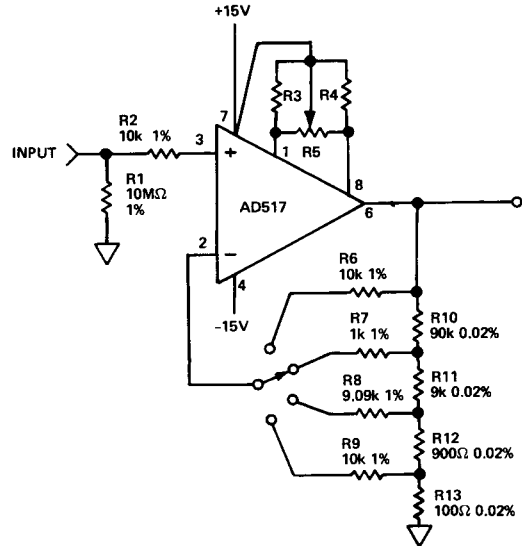 +15V
R3
R4
R2
10k 1%
7
INPUT
3
+
1
R5
R1
10MΩ
1%
8
AD517
6
2
−
4
−15V
R6
10k 1%
R10
90k 0.02%
R7
1k 1%
R11
9k 0.02%
R8
9.09k 1%
R12
900Ω 0.02%
R9
10k 1%
R13
100Ω 0.02%